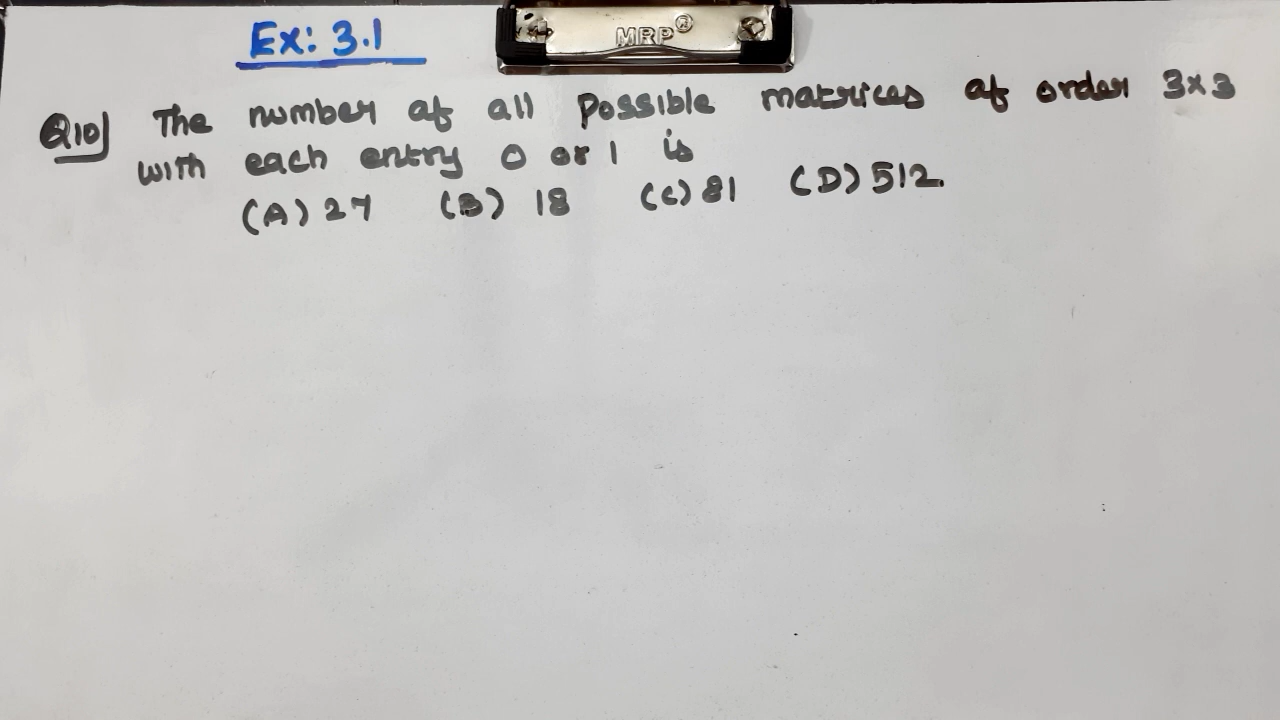 Ex: 3.1
MRP®
Q10) The number of all possible matrices of order 3×3
with each entry 0 or 1 is
(A) 27 (B) 18 (C) 81 (D) 512.